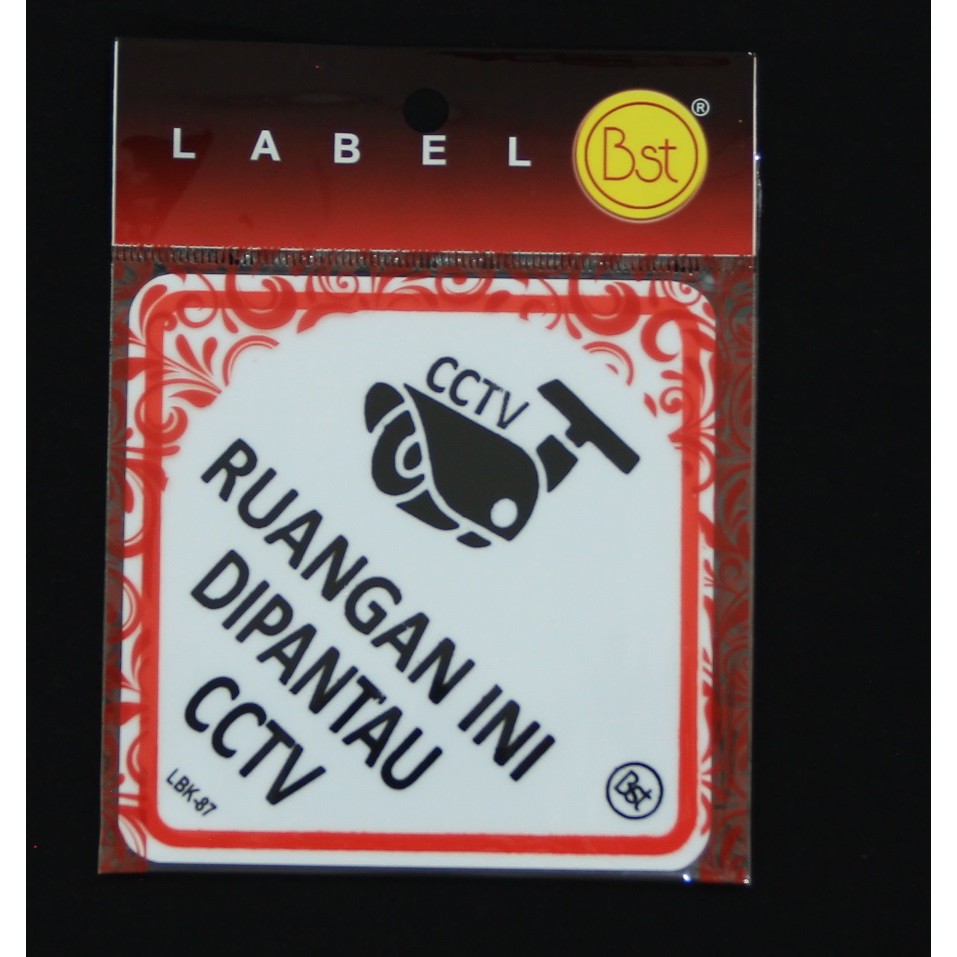 LABEL
Bst ®
CCTV
RUANGAN INI
DIPANTAU
CCTV
LBK-87
Bst